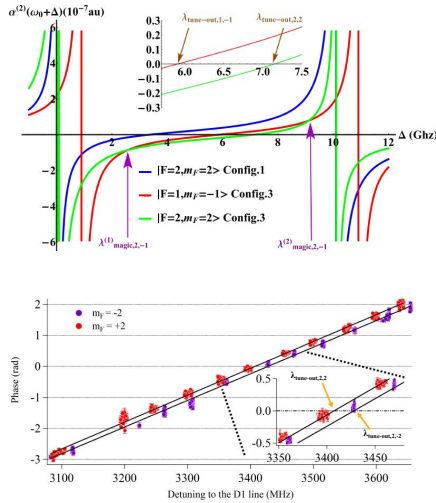 α⁽²⁾(ω₀+Δ)(10⁻⁷au)
λtune-out,1,-1
λtune-out,2,2
0.3
0.2
0.1
0.0
-0.1
-0.3
6.0
6.5
7.0
7.5
4
2
0
2
4
6
8
10
12
Δ (Ghz)
-2
-4
-6
|F=2,mF=2> Config.1
|F=1,mF=-1> Config.3
|F=2,mF=2> Config.3
λ⁽¹⁾magic,2,-1
λ⁽²⁾magic,2,-1
Phase (rad)
2
1
0
-1
-2
-3
mF = -2
mF = +2
0.5
0.0
-0.5
λtune-out,2,2
λtune-out,2,-2
3350
3400
3450
3100
3200
3300
3400
3500
3600
Detuning to the D1 line (MHz)